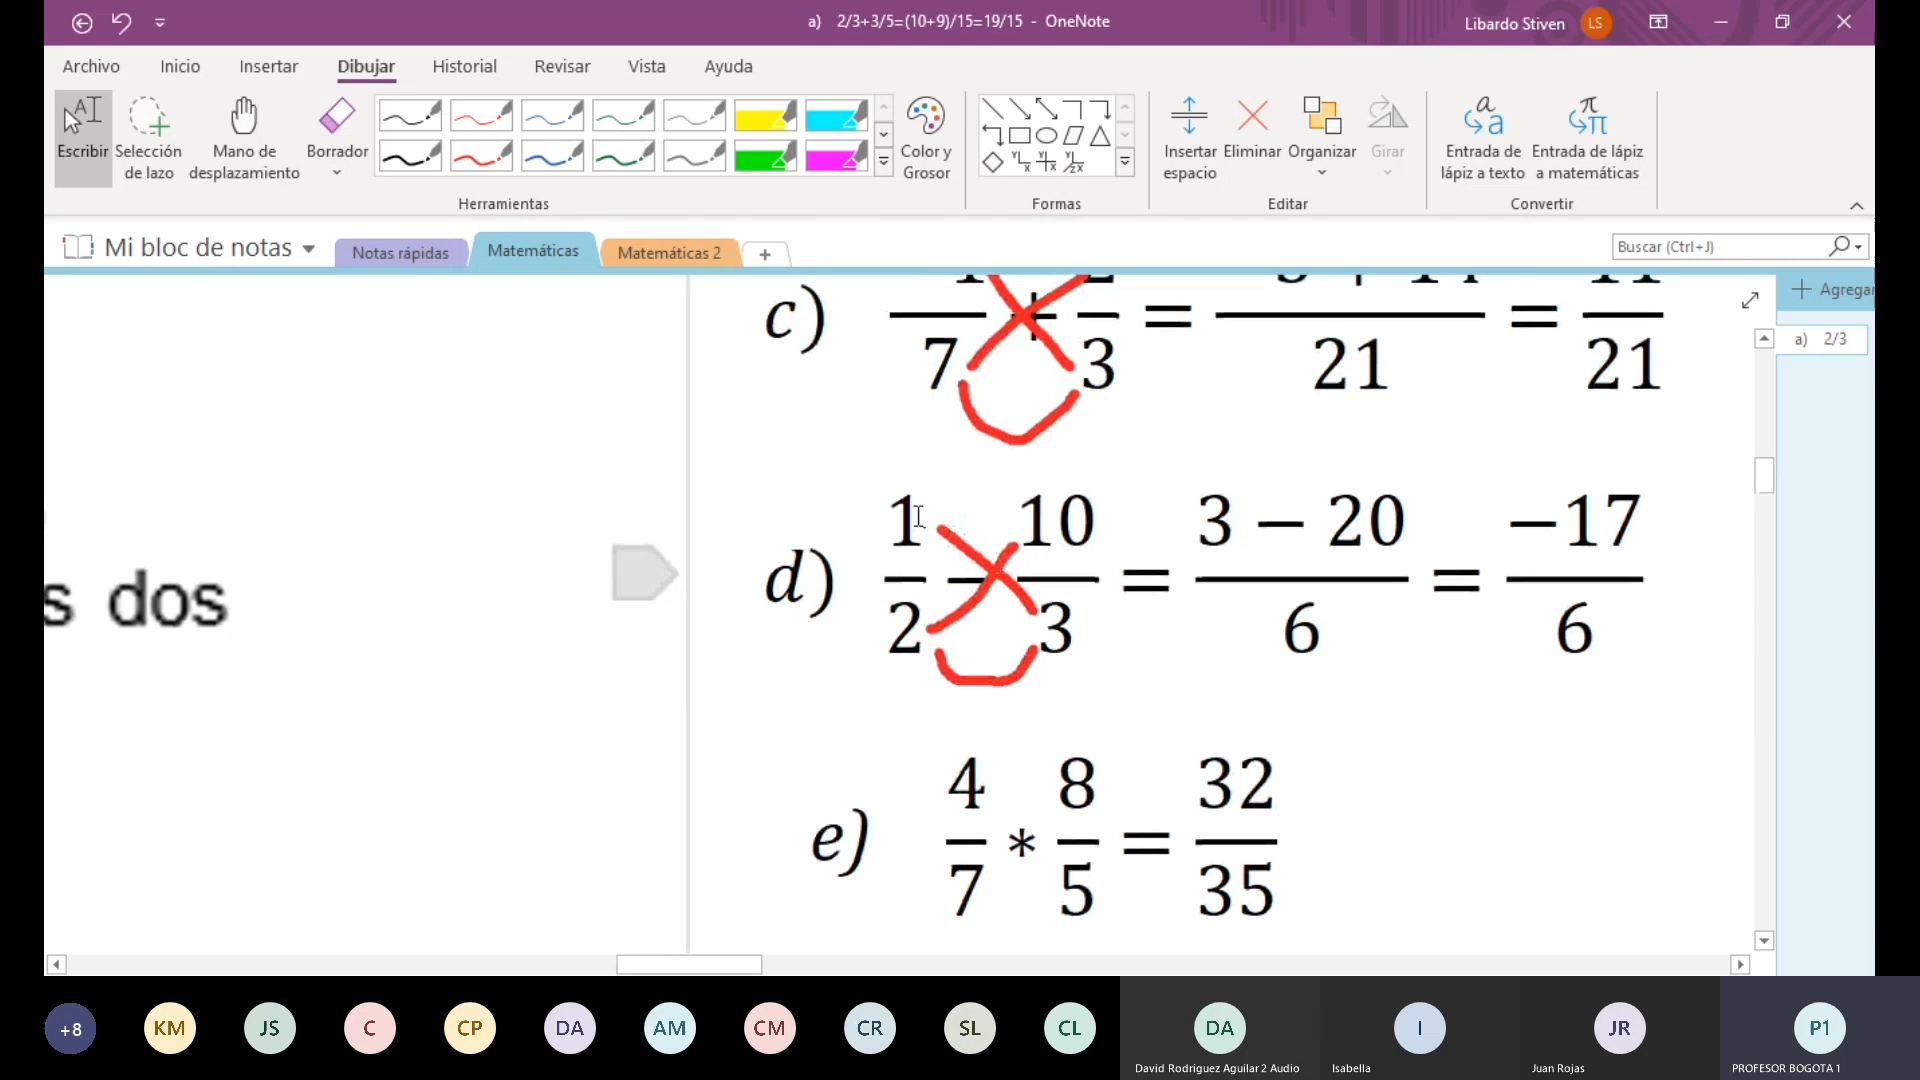 a) 2/3+3/5=(10+9)/15=19/15 - OneNote
Libardo Stiven LS
Archivo Inicio Insertar Dibujar Historial Revisar Vista Ayuda
Escribir
Selección de lazo
Mano de desplazamiento
Borrador
Color y Grosor
Insertar espacio
Eliminar
Organizar
Girar
Entrada de lápiz a texto
Entrada de lápiz a matemáticas
Herramientas Formas Editar Convertir
Mi bloc de notas Notas rápidas Matemáticas Matemáticas 2 +
Buscar (Ctrl+J)
Agregar
a) 2/3
s dos
c) 7 + 3 = 21 = 21
d) 1/2 − 10/3 = 3 − 20/6 = −17/6
e) 4/7 * 8/5 = 32/35
+8 KM JS C CP DA AM CM CR SL CL DA I JR P1
David Rodriguez Aguilar 2 Audio Isabella Juan Rojas PROFESOR BOGOTA 1